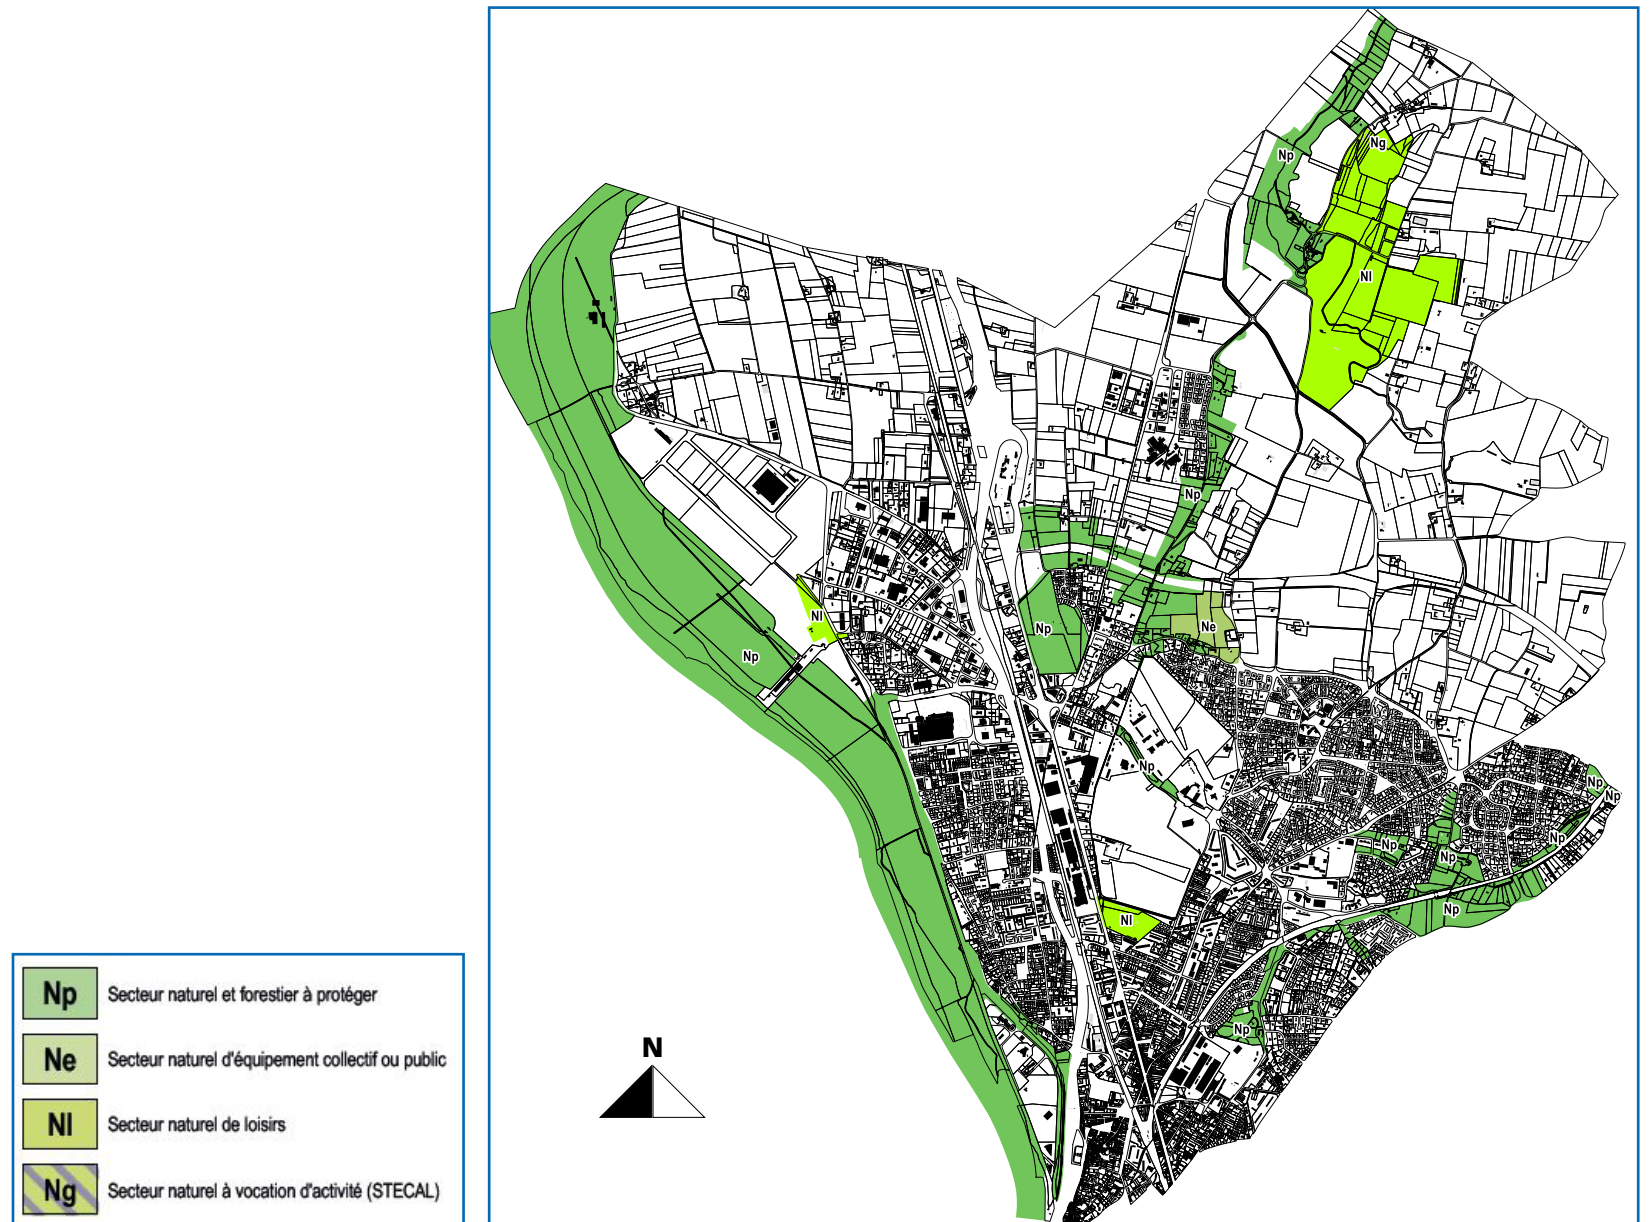 Ng
Np
Nl
Np
Nl
Np
Ne
Np
Np
Np
Np
Np
Np
Np
Np
Nl
Np
N
Np
Np Secteur naturel et forestier à protéger
Ne Secteur naturel d'équipement collectif ou public
Nl Secteur naturel de loisirs
Ng Secteur naturel à vocation d'activité (STECAL)